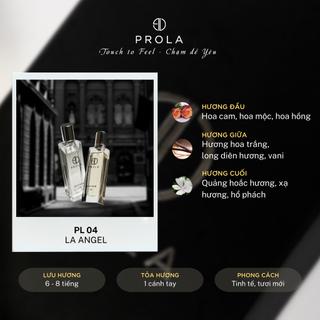 PROLA
Touch to Feel - Chạm để Yêu
HƯƠNG ĐẦU
Hoa cam, hoa mộc, hoa hồng
HƯƠNG GIỮA
Hương hoa trắng,
long diên hương, vani
HƯƠNG CUỐI
Quảng hoắc hương, xạ
hương, hổ phách
PL 04
LA ANGEL
LƯU HƯƠNG
6 - 8 tiếng
TỎA HƯƠNG
1 cánh tay
PHONG CÁCH
Tinh tế, tươi mới